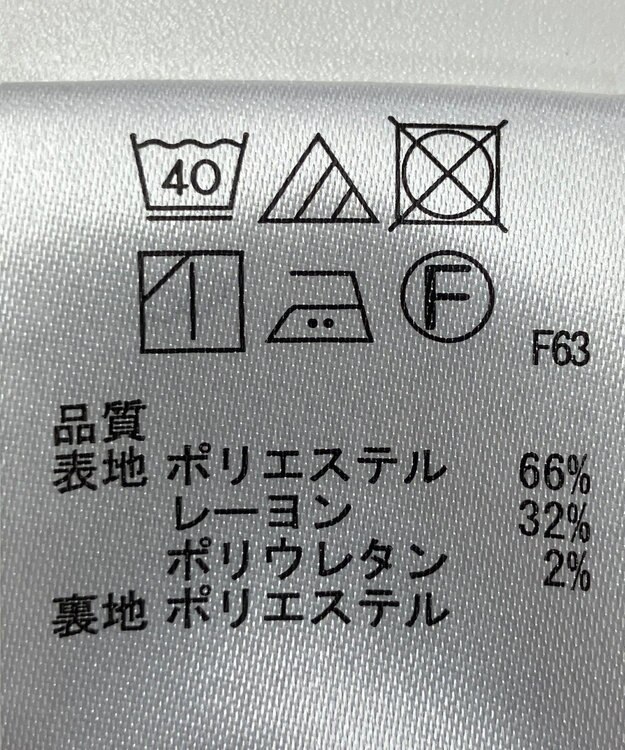 40
F
F63
品質
表地 ポリエステル 66%
レーヨン 32%
ポリウレタン 2%
裏地 ポリエステル